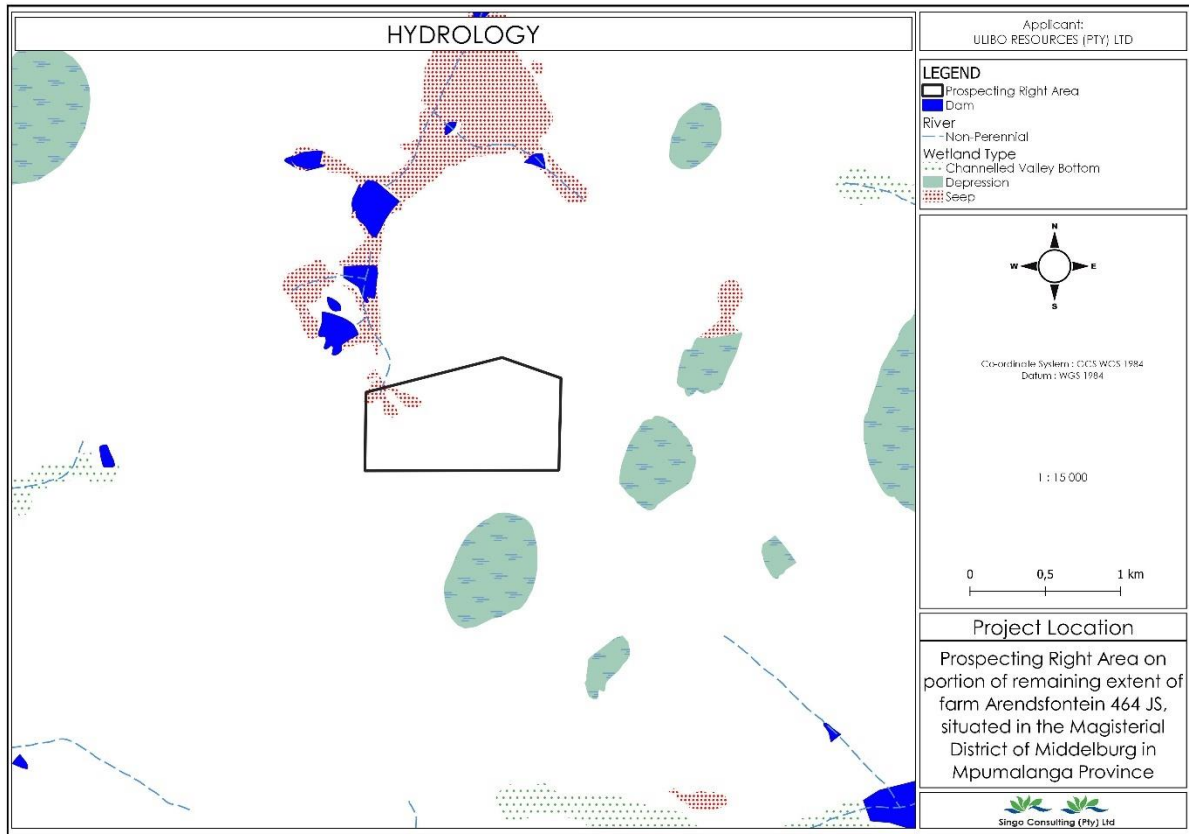 HYDROLOGY
Applicant:
ULIBO RESOURCES (PTY) LTD
LEGEND
Prospecting Right Area
Dam
River
Non-Perennial
Wetland Type
Channelled Valley Bottom
Depression
Seep
N
W
E
S
Co-ordinate System : GCS WGS 1984
Datum : WGS 1984
1 : 15 000
0
0,5
1 km
Project Location
Prospecting Right Area on
portion of remaining extent of
farm Arendsfontein 464 JS,
situated in the Magisterial
District of Middelburg in
Mpumalanga Province
Singo Consulting (Pty) Ltd